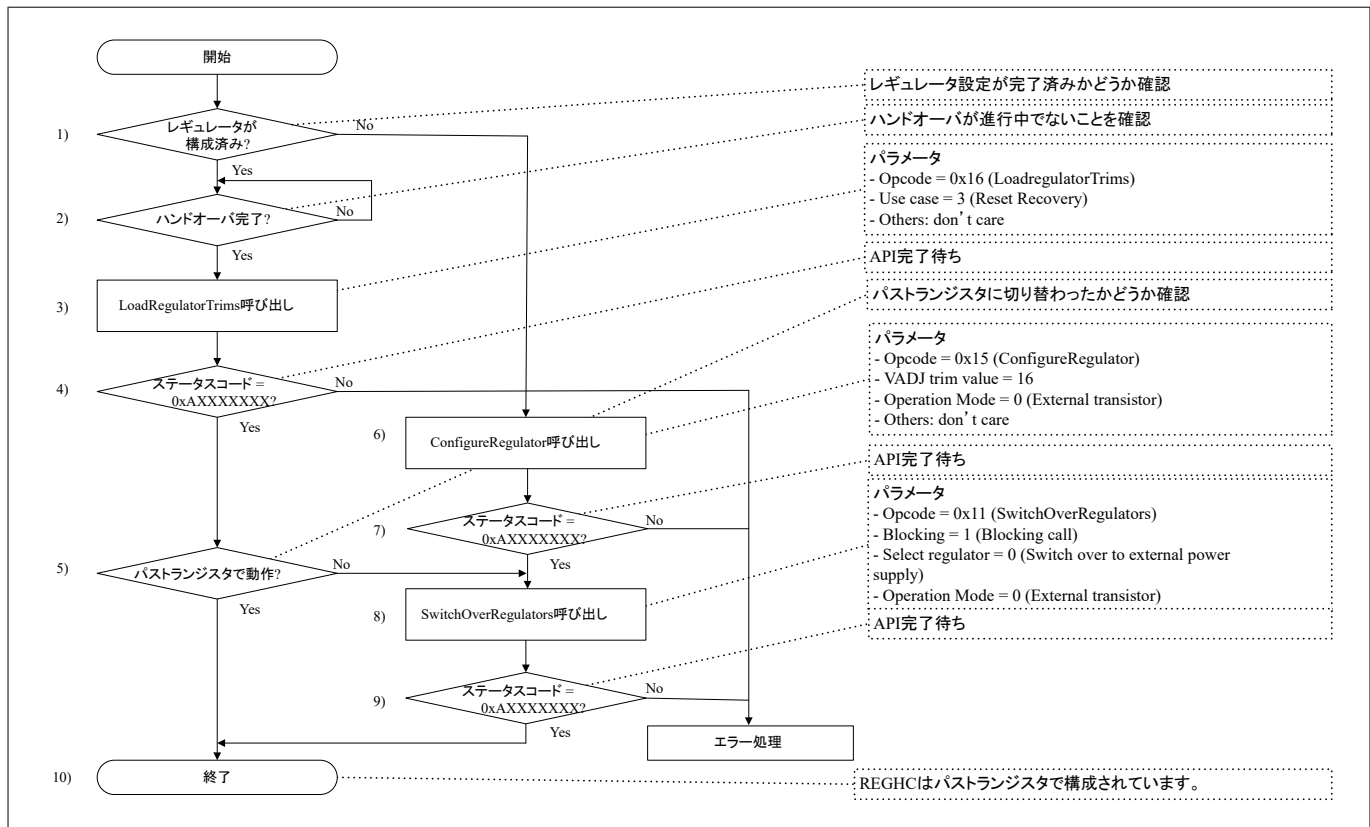 開始
1)
レギュレータが
構成済み?
No
Yes
2)
ハンドオーバ完了?
No
Yes
3)
LoadRegulatorTrims呼び出し
4)
ステータスコード =
0xAXXXXXXX?
No
Yes
6)
ConfigureRegulator呼び出し
7)
ステータスコード =
0xAXXXXXXX?
No
Yes
5)
パストランジスタで動作?
No
Yes
8)
SwitchOverRegulators呼び出し
9)
ステータスコード =
0xAXXXXXXX?
No
Yes
エラー処理
10)
終了
レギュレータ設定が完了済みかどうか確認
ハンドオーバが進行中でないことを確認
パラメータ
- Opcode = 0x16 (LoadregulatorTrims)
- Use case = 3 (Reset Recovery)
- Others: don’t care
API完了待ち
パストランジスタに切り替わったかどうか確認
パラメータ
- Opcode = 0x15 (ConfigureRegulator)
- VADJ trim value = 16
- Operation Mode = 0 (External transistor)
- Others: don’t care
API完了待ち
パラメータ
- Opcode = 0x11 (SwitchOverRegulators)
- Blocking = 1 (Blocking call)
- Select regulator = 0 (Switch over to external power
supply)
- Operation Mode = 0 (External transistor)
API完了待ち
REGHCはパストランジスタで構成されています。